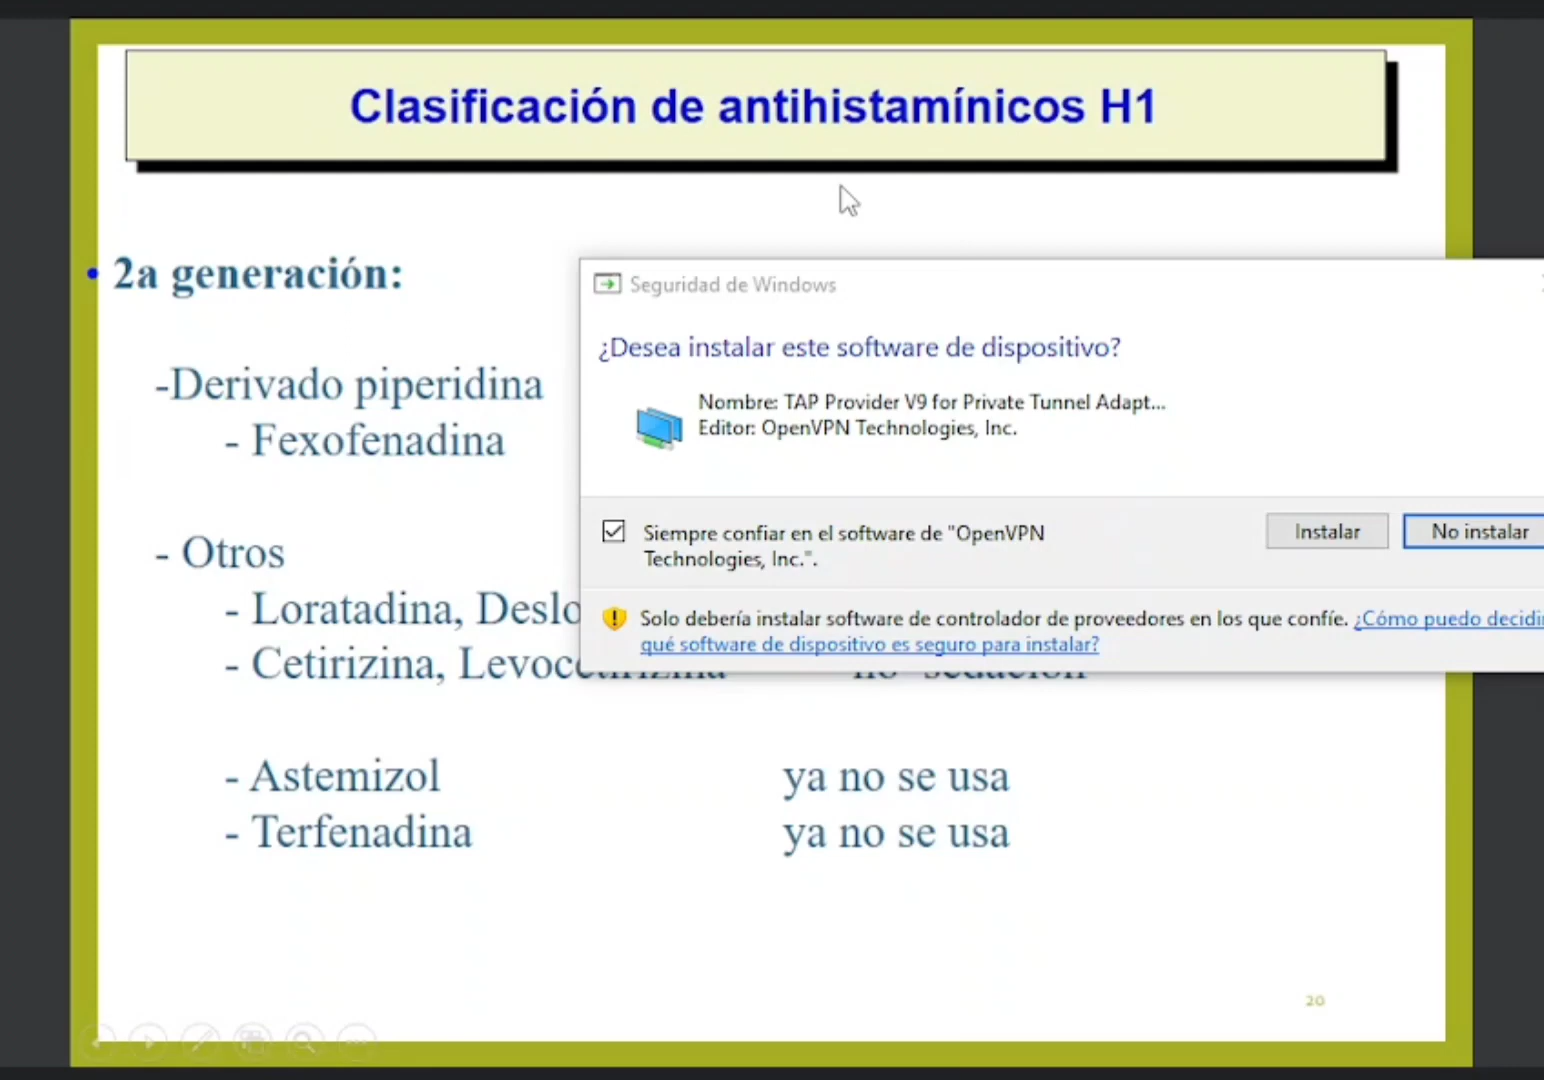 Clasificación de antihistamínicos H1
• 2a generación:
-Derivado piperidina
- Fexofenadina
- Otros
- Loratadina, Deslo
- Cetirizina, Levocetirizina no sedación
- Astemizol ya no se usa
- Terfenadina ya no se usa
20
Seguridad de Windows
¿Desea instalar este software de dispositivo?
Nombre: TAP Provider V9 for Private Tunnel Adapt...
Editor: OpenVPN Technologies, Inc.
Siempre confiar en el software de "OpenVPN
Technologies, Inc.".
Instalar
No instalar
Solo debería instalar software de controlador de proveedores en los que confíe. ¿Cómo puedo decidi
qué software de dispositivo es seguro para instalar?